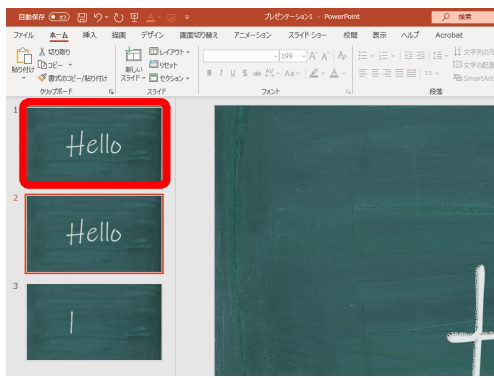 自動保存 オフ プレゼンテーション1 - PowerPoint 検索
ファイル ホーム 挿入 描画 デザイン 画面切り替え アニメーション スライド ショー 校閲 表示 ヘルプ Acrobat
貼り付け 切り取り コピー 書式のコピー/貼り付け
新しいスライド レイアウト リセット セクション
199 A A A
B I U S ab AV Aa A
文字列の方
文字の配置
SmartArt
クリップボード スライド フォント 段落
1
Hello
2
Hello
3